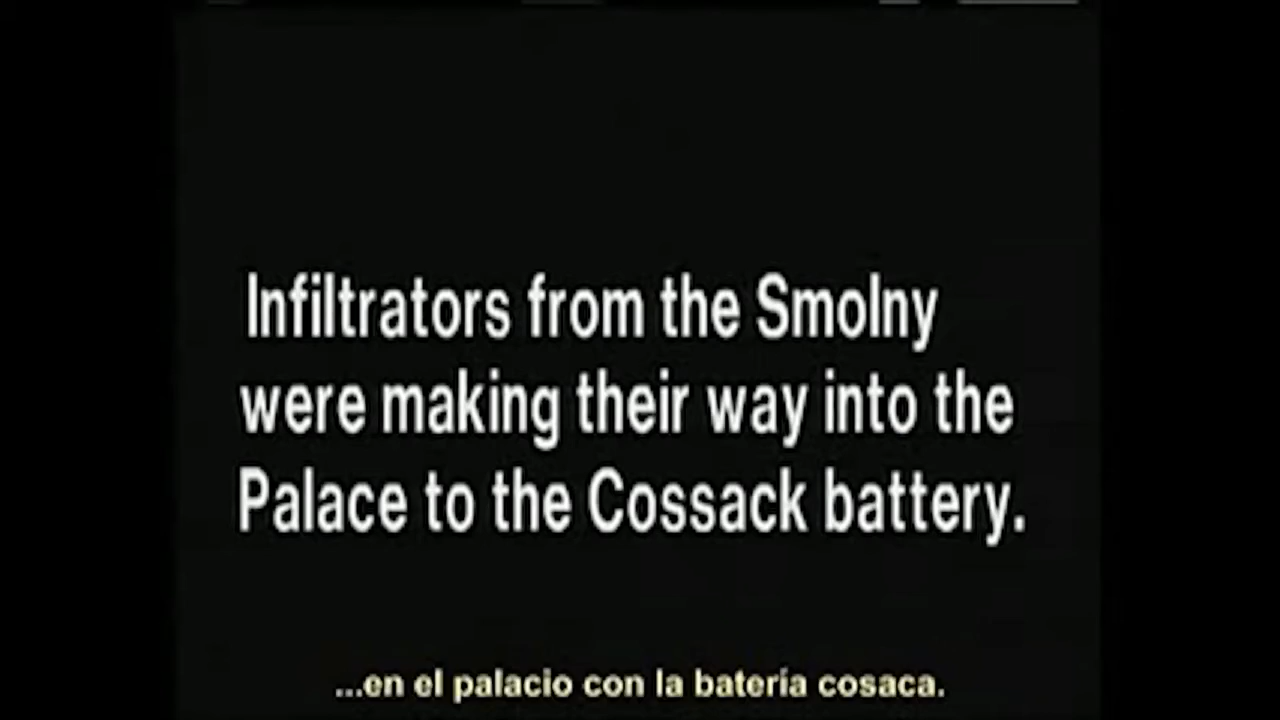 Infiltrators from the Smolny
were making their way into the
Palace to the Cossack battery.
...en el palacio con la batería cosaca.